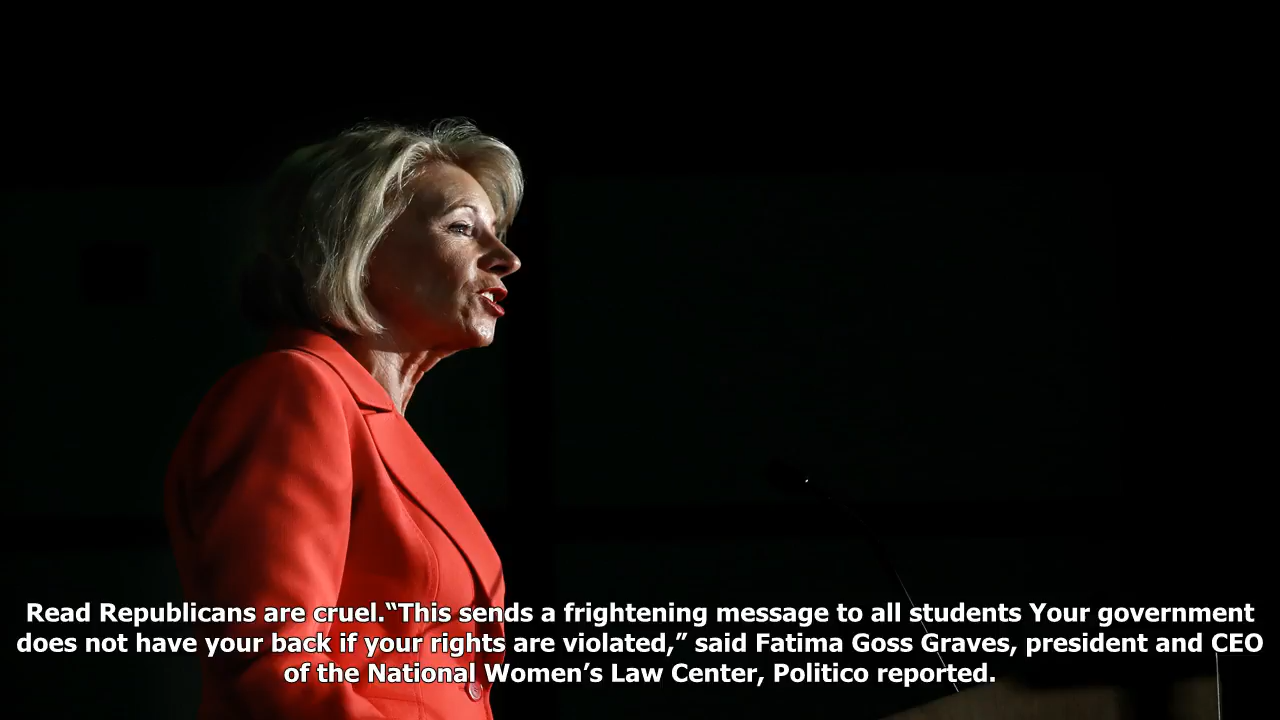 Read Republicans are cruel.“This sends a frightening message to all students Your government
does not have your back if your rights are violated,” said Fatima Goss Graves, president and CEO
of the National Women’s Law Center, Politico reported.